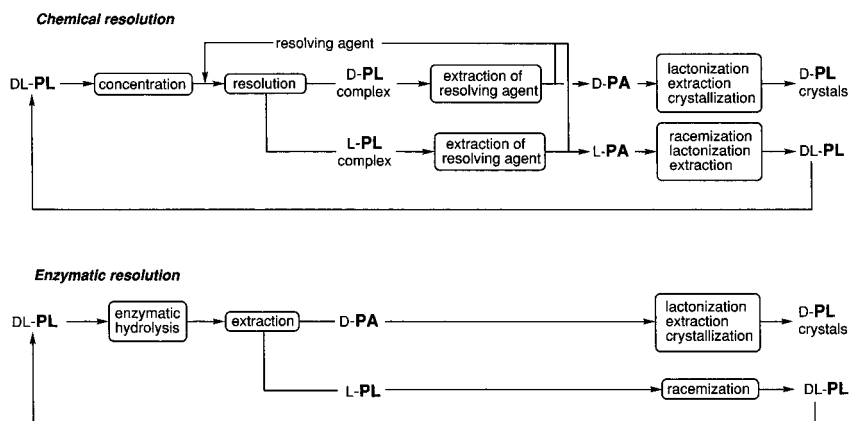 Chemical resolution
resolving agent
DL-PL
concentration
resolution
D-PL
complex
extraction of
resolving agent
D-PA
lactonization
extraction
crystallization
D-PL
crystals
L-PL
complex
extraction of
resolving agent
L-PA
racemization
lactonization
extraction
DL-PL
Enzymatic resolution
DL-PL
enzymatic
hydrolysis
extraction
D-PA
lactonization
extraction
crystallization
D-PL
crystals
L-PL
racemization
DL-PL